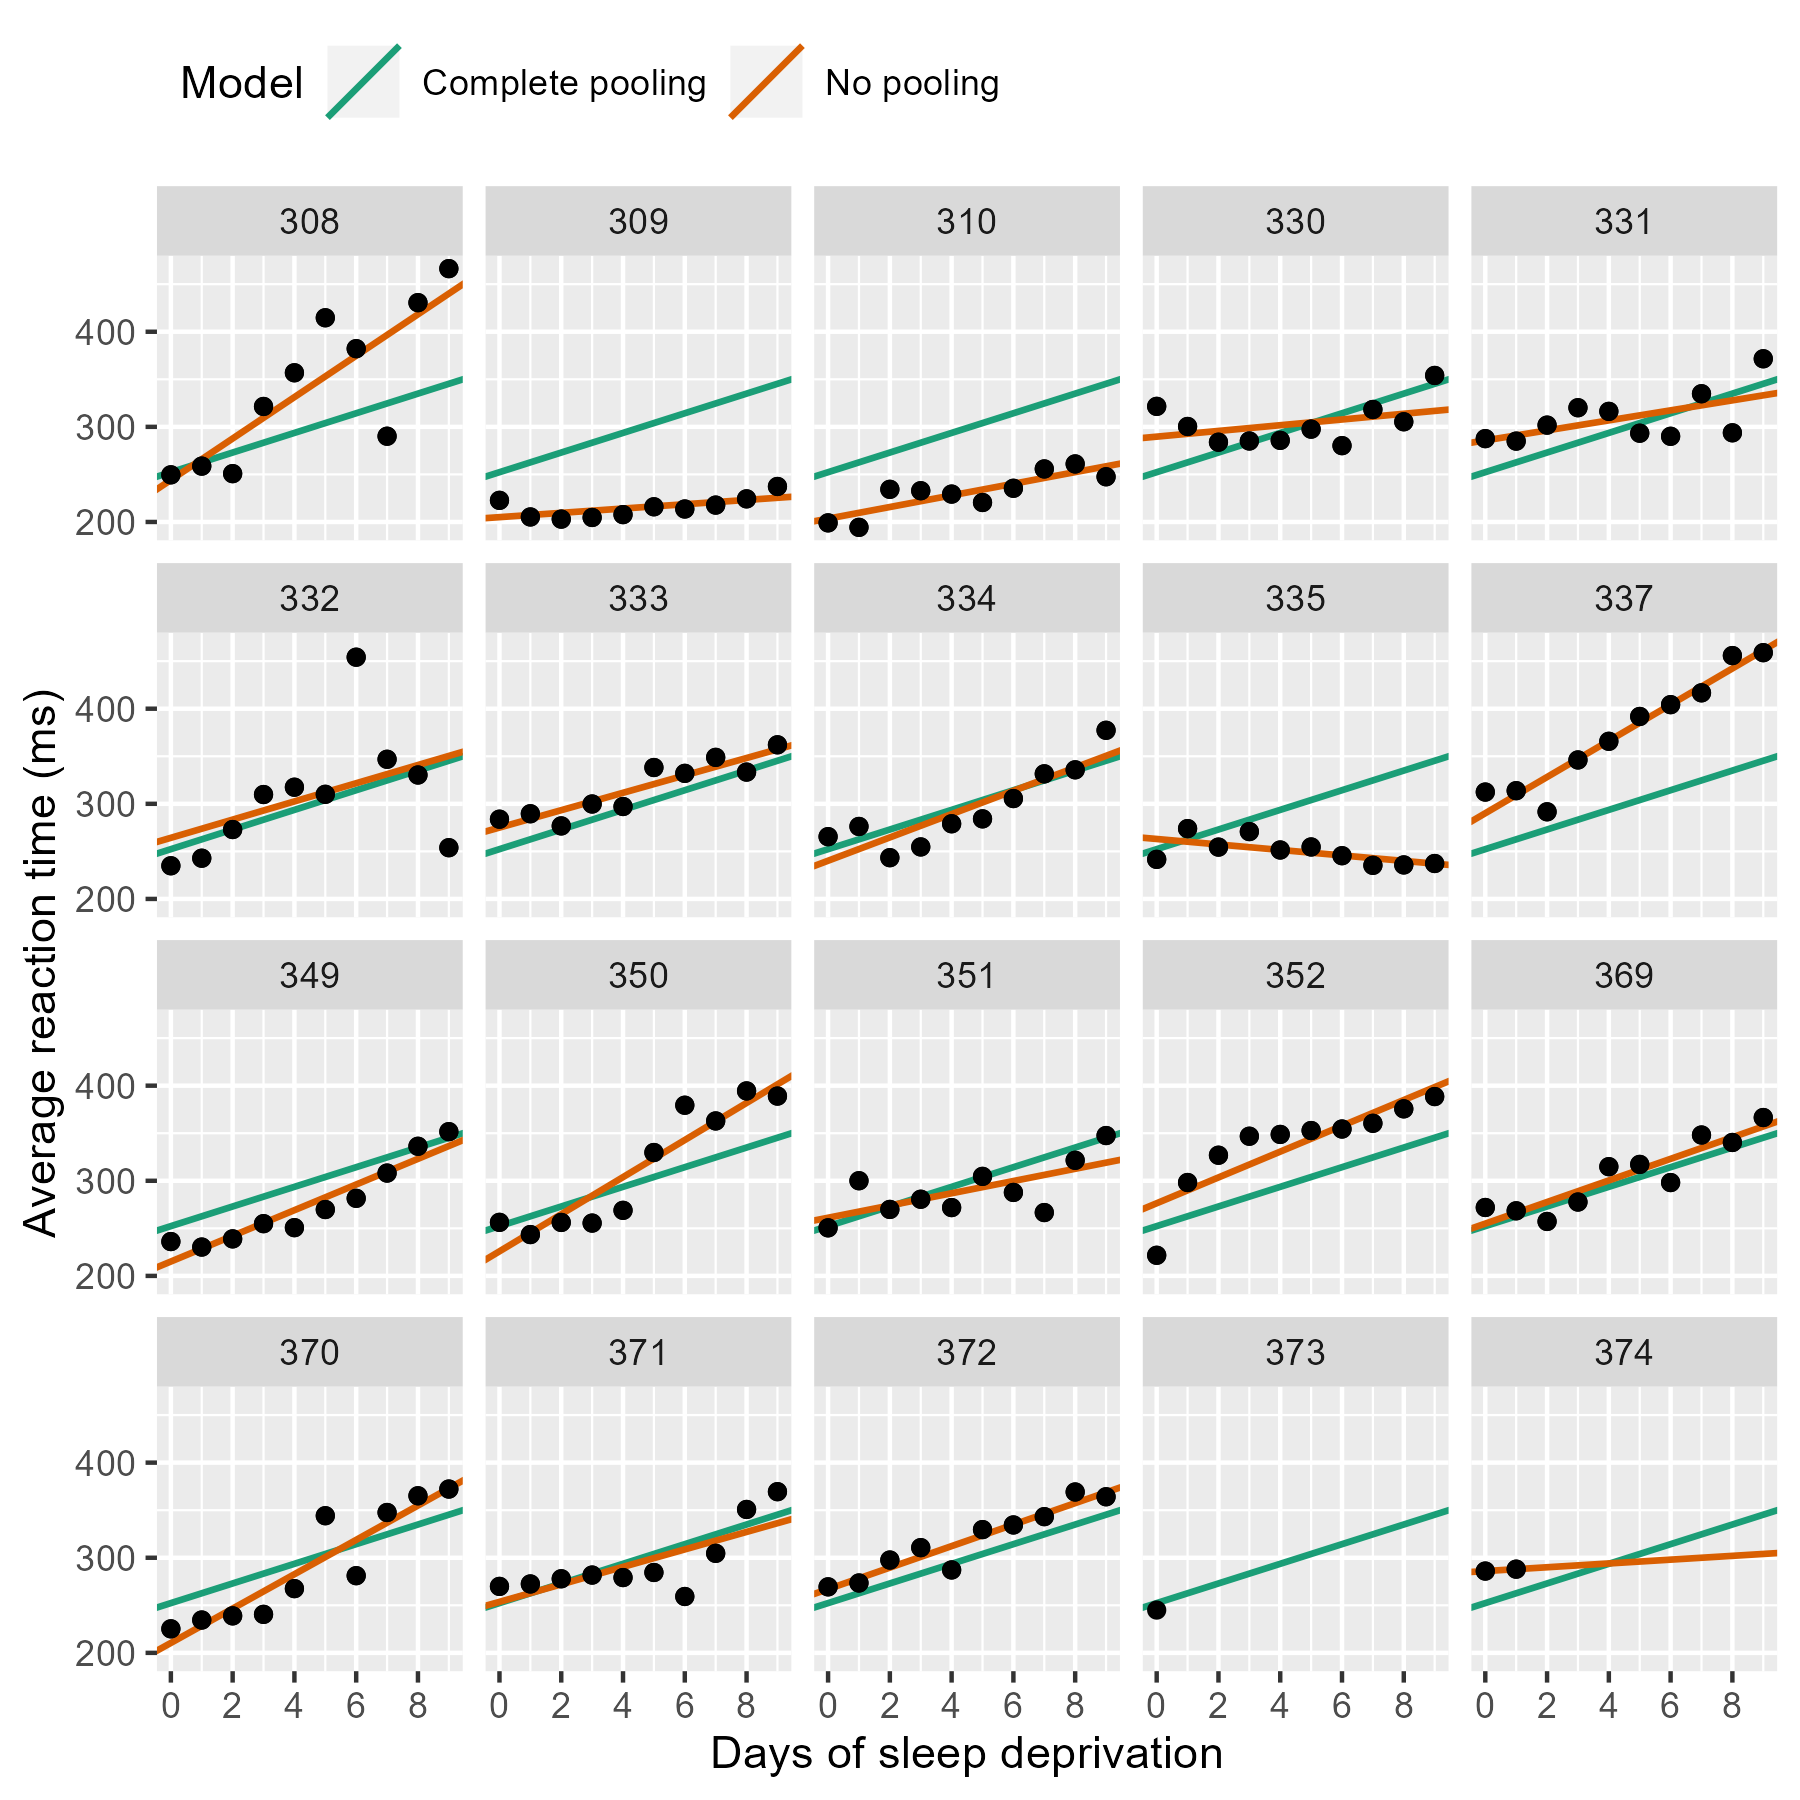 Model Complete pooling No pooling
308 309 310 330 331
400
300
200
332 333 334 335 337
400
300
200
349 350 351 352 369
400
300
200
370 371 372 373 374
400
300
200
0 2 4 6 8 0 2 4 6 8 0 2 4 6 8 0 2 4 6 8 0 2 4 6 8
Days of sleep deprivation
Average reaction time (ms)